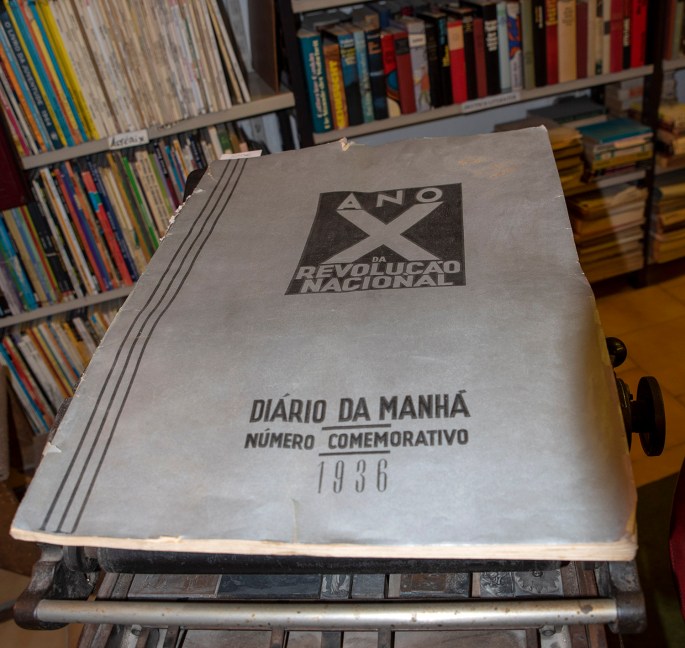 ANO
X
DA
REVOLUÇÃO
NACIONAL
DIÁRIO DA MANHÃ
NÚMERO COMEMORATIVO
1936